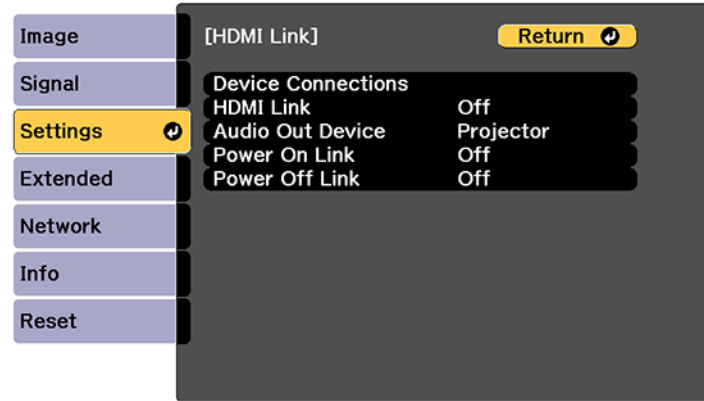 Image
Signal
Settings
Extended
Network
Info
Reset
[HDMI Link]
Return
Device Connections
HDMI Link Off
Audio Out Device Projector
Power On Link Off
Power Off Link Off